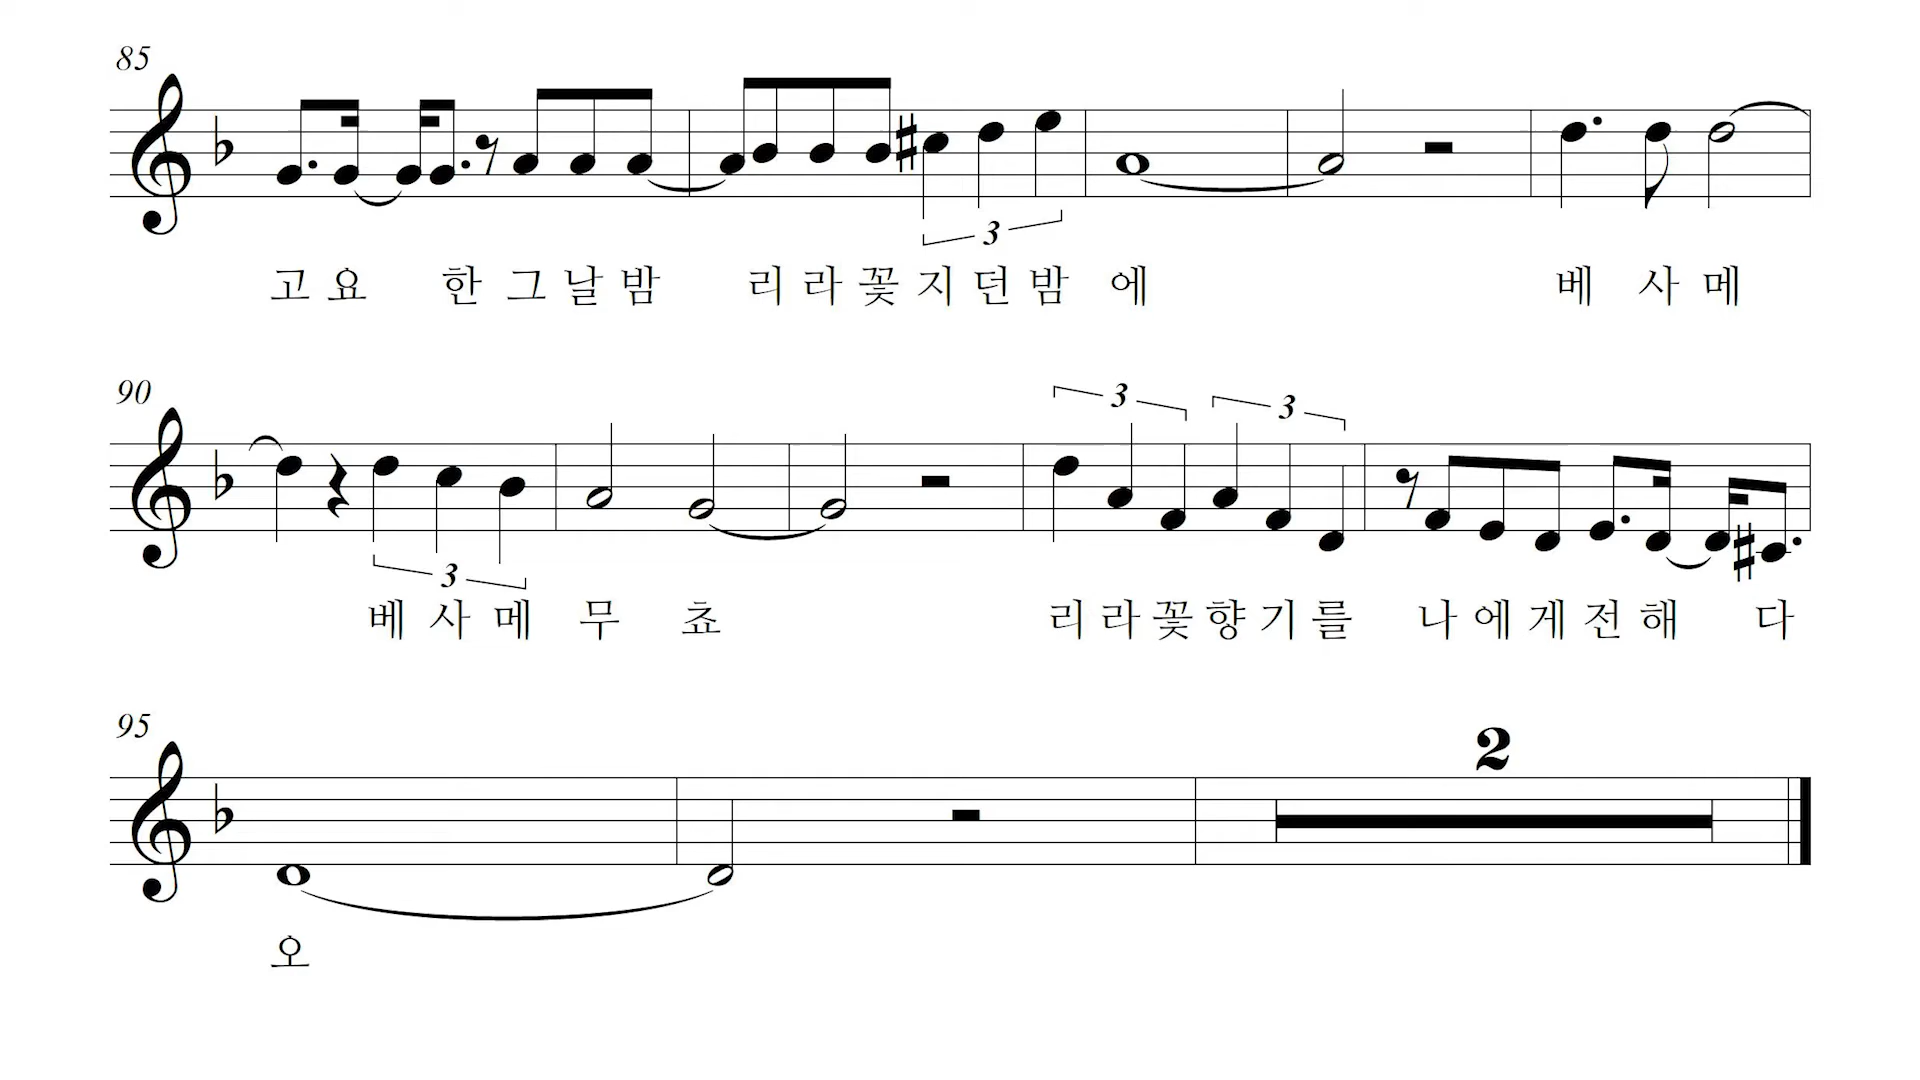 85
3
고 요 한 그 날 밤 리 라 꽃 지 던 밤 에 베 사 메
90
3 3
3
베 사 메 무 쵸 리 라 꽃 향 기 를 나 에 게 전 해 다
95
2
오